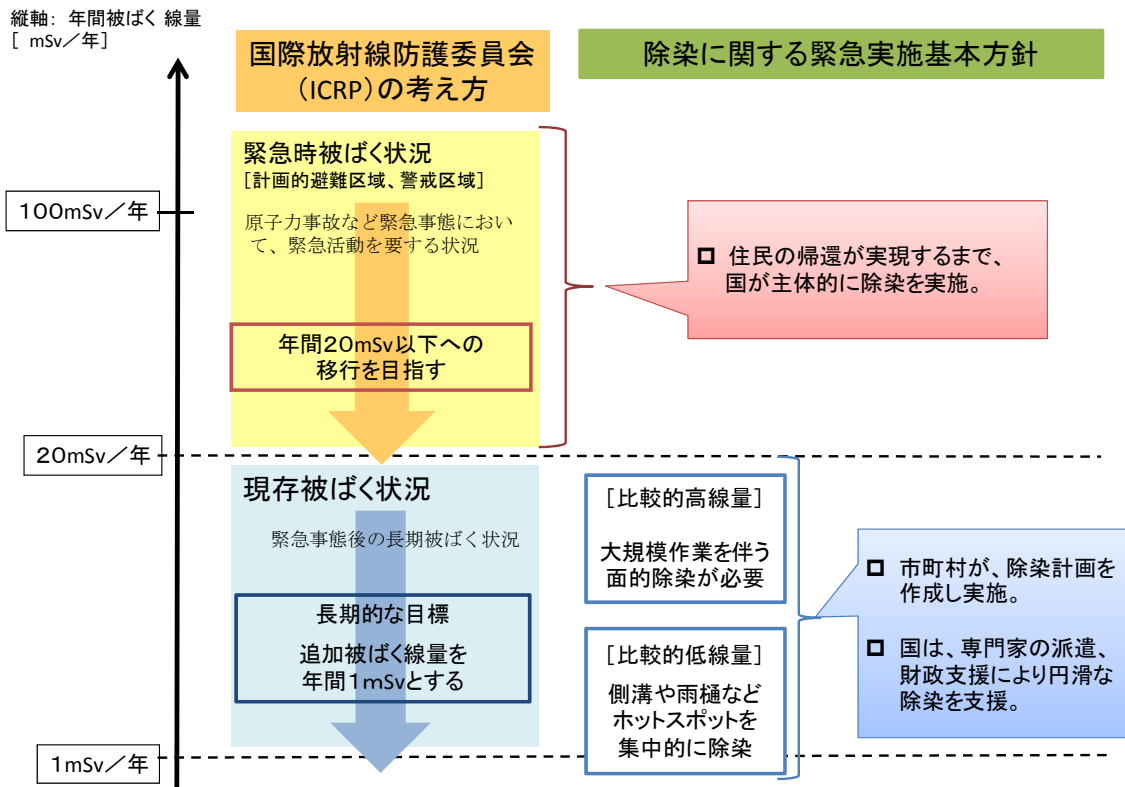 縦軸: 年間被ばく 線量
[ mSv／年]
国際放射線防護委員会
(ICRP)の考え方
除染に関する緊急実施基本方針
緊急時被ばく状況
[計画的避難区域、警戒区域]
100mSv／年
原子力事故など緊急事態におい
て、緊急活動を要する状況
住民の帰還が実現するまで、
国が主体的に除染を実施。
年間20mSv以下への
移行を目指す
20mSv／年
現存被ばく状況
緊急事態後の長期被ばく状況
長期的な目標
追加被ばく線量を
年間1mSvとする
[比較的高線量]
大規模作業を伴う
面的除染が必要
[比較的低線量]
側溝や雨樋など
ホットスポットを
集中的に除染
市町村が、除染計画を
作成し実施。
国は、専門家の派遣、
財政支援により円滑な
除染を支援。
1mSv／年